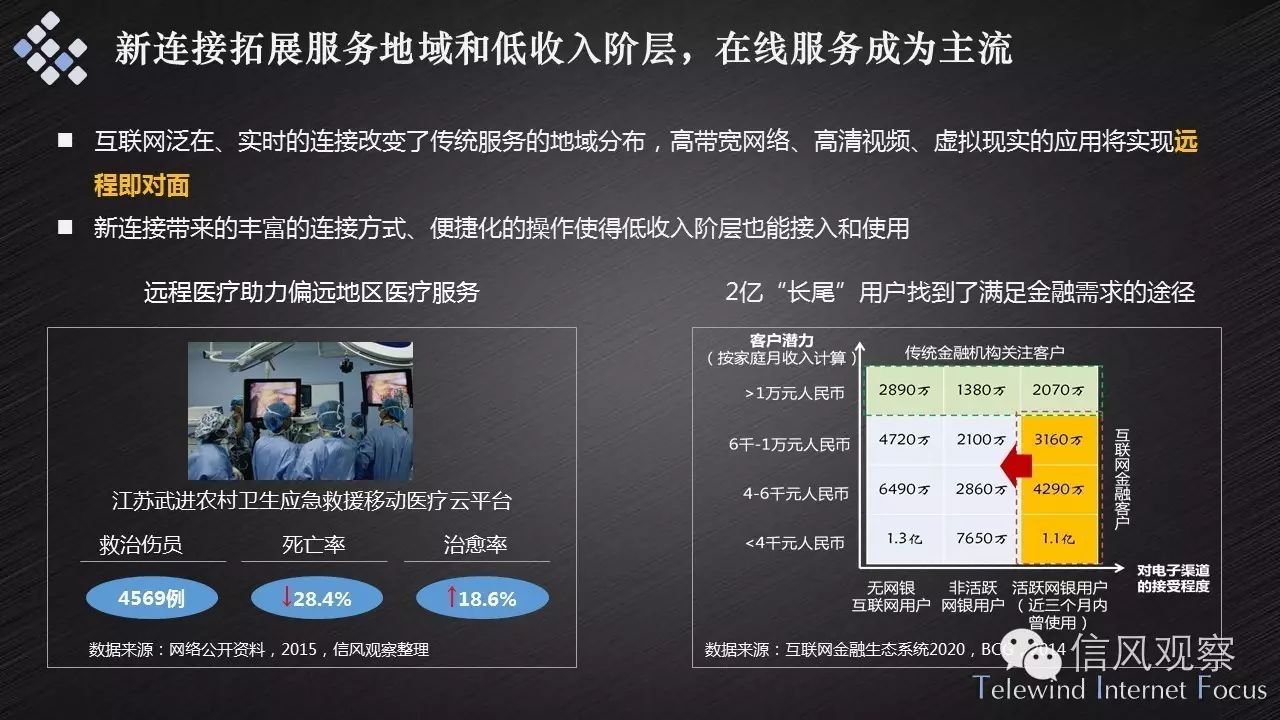 新连接拓展服务地域和低收入阶层，在线服务成为主流
互联网泛在、实时的连接改变了传统服务的地域分布，高带宽网络、高清视频、虚拟现实的应用将实现远
程即对面
新连接带来的丰富的连接方式、便捷化的操作使得低收入阶层也能接入和使用
远程医疗助力偏远地区医疗服务
江苏武进农村卫生应急救援移动医疗云平台
救治伤员 死亡率 治愈率
4569例 ↓28.4% ↑18.6%
数据来源：网络公开资料，2015，信风观察整理
2亿“长尾”用户找到了满足金融需求的途径
客户潜力
（按家庭月收入计算）
传统金融机构关注客户
>1万元人民币 2890万 1380万 2070万
6千-1万元人民币 4720万 2100万 3160万
4-6千元人民币 6490万 2860万 4290万
<4千元人民币 1.3亿 7650万 1.1亿
互联网金融客户
对电子渠道
的接受程度
无网银
互联网用户
非活跃
网银用户
活跃网银用户
（近三个月内
曾使用）
数据来源：互联网金融生态系统2020，BCG，2014
信风观察
Telewind Internet Focus